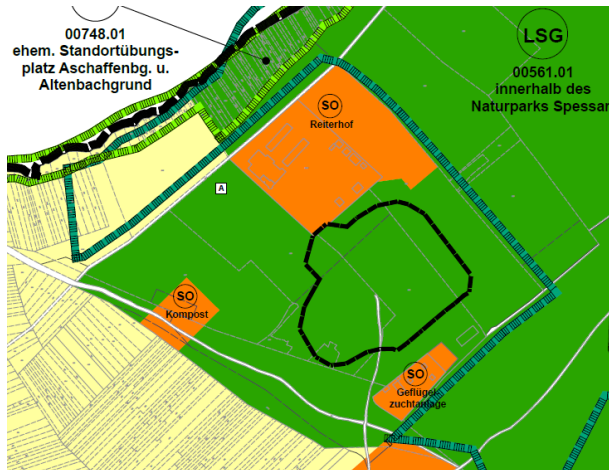 00748.01
ehem. Standortübungs-
platz Aschaffenbg. u.
Altenbachgrund
LSG
00561.01
innerhalb des
Naturparks Spessar
SO
Reiterhof
A
SO
Kompost
SO
Geflügel-
zuchtanlage